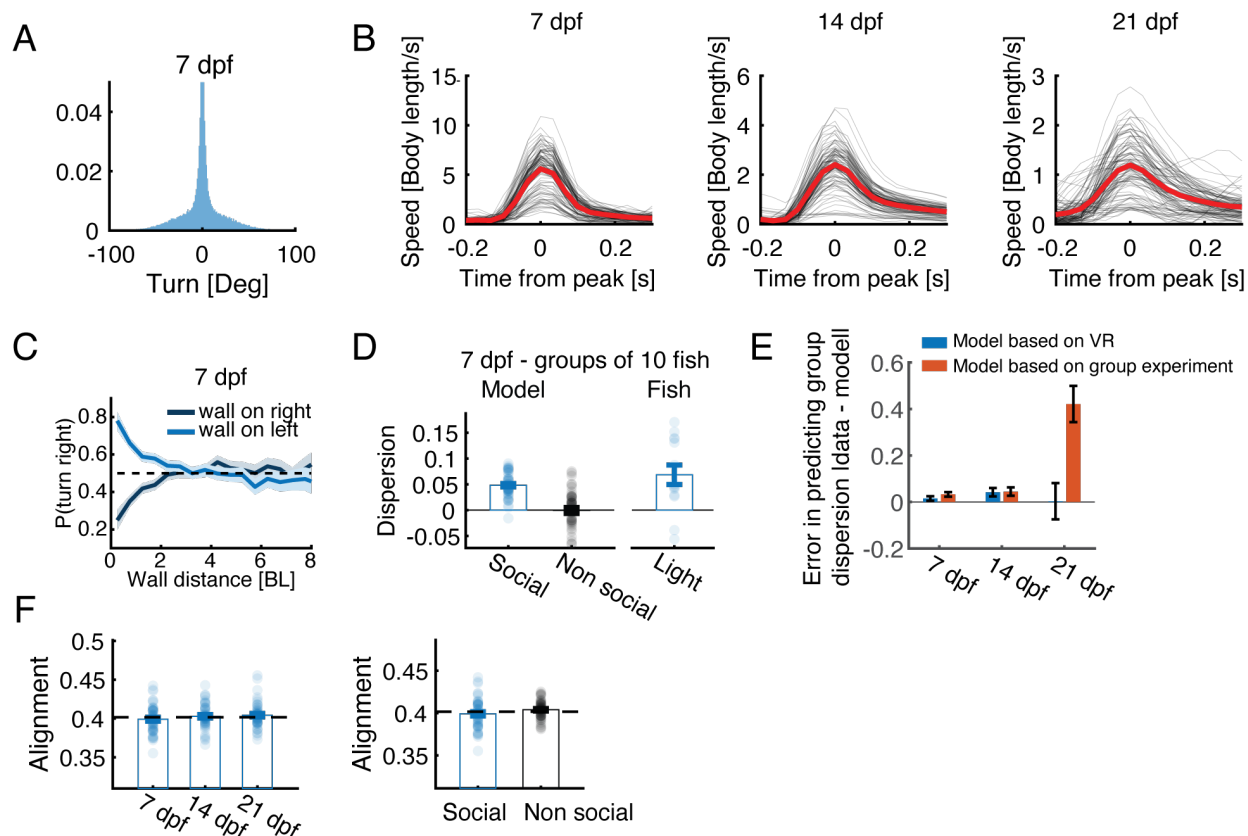 A
7 dpf
0.04
0.02
0
-100 0 100
Turn [Deg]
B
7 dpf
14 dpf
21 dpf
Speed [Body length/s]
15
10
5
0
-0.2 0 0.2
Time from peak [s]
Speed [Body length/s]
6
4
2
0
-0.2 0 0.2
Time from peak [s]
Speed [Body length/s]
3
2
1
0
-0.2 0 0.2
Time from peak [s]
C
7 dpf
wall on right
wall on left
P(turn right)
0.8
0.6
0.4
0.2
0 2 4 6 8
Wall distance [BL]
D
7 dpf - groups of 10 fish
Model
Fish
Dispersion
0.15
0.10
0.05
0
-0.05
Social
Non social
Light
E
Model based on VR
Model based on group experiment
Error in predicting group
dispersion Idata - modelI
0.6
0.4
0.2
0
-0.2
7 dpf
14 dpf
21 dpf
F
Alignment
0.5
0.45
0.4
0.35
7 dpf
14 dpf
21 dpf
Alignment
0.45
0.4
0.35
Social
Non social